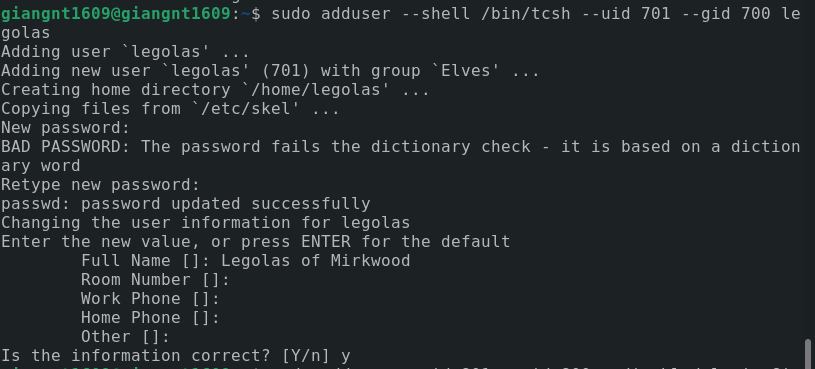 giangnt1609@giangnt1609:~$ sudo adduser --shell /bin/tcsh --uid 701 --gid 700 le
golas
Adding user `legolas' ...
Adding new user `legolas' (701) with group `Elves' ...
Creating home directory `/home/legolas' ...
Copying files from `/etc/skel' ...
New password:
BAD PASSWORD: The password fails the dictionary check - it is based on a diction
ary word
Retype new password:
passwd: password updated successfully
Changing the user information for legolas
Enter the new value, or press ENTER for the default
        Full Name []: Legolas of Mirkwood
        Room Number []:
        Work Phone []:
        Home Phone []:
        Other []:
Is the information correct? [Y/n] y